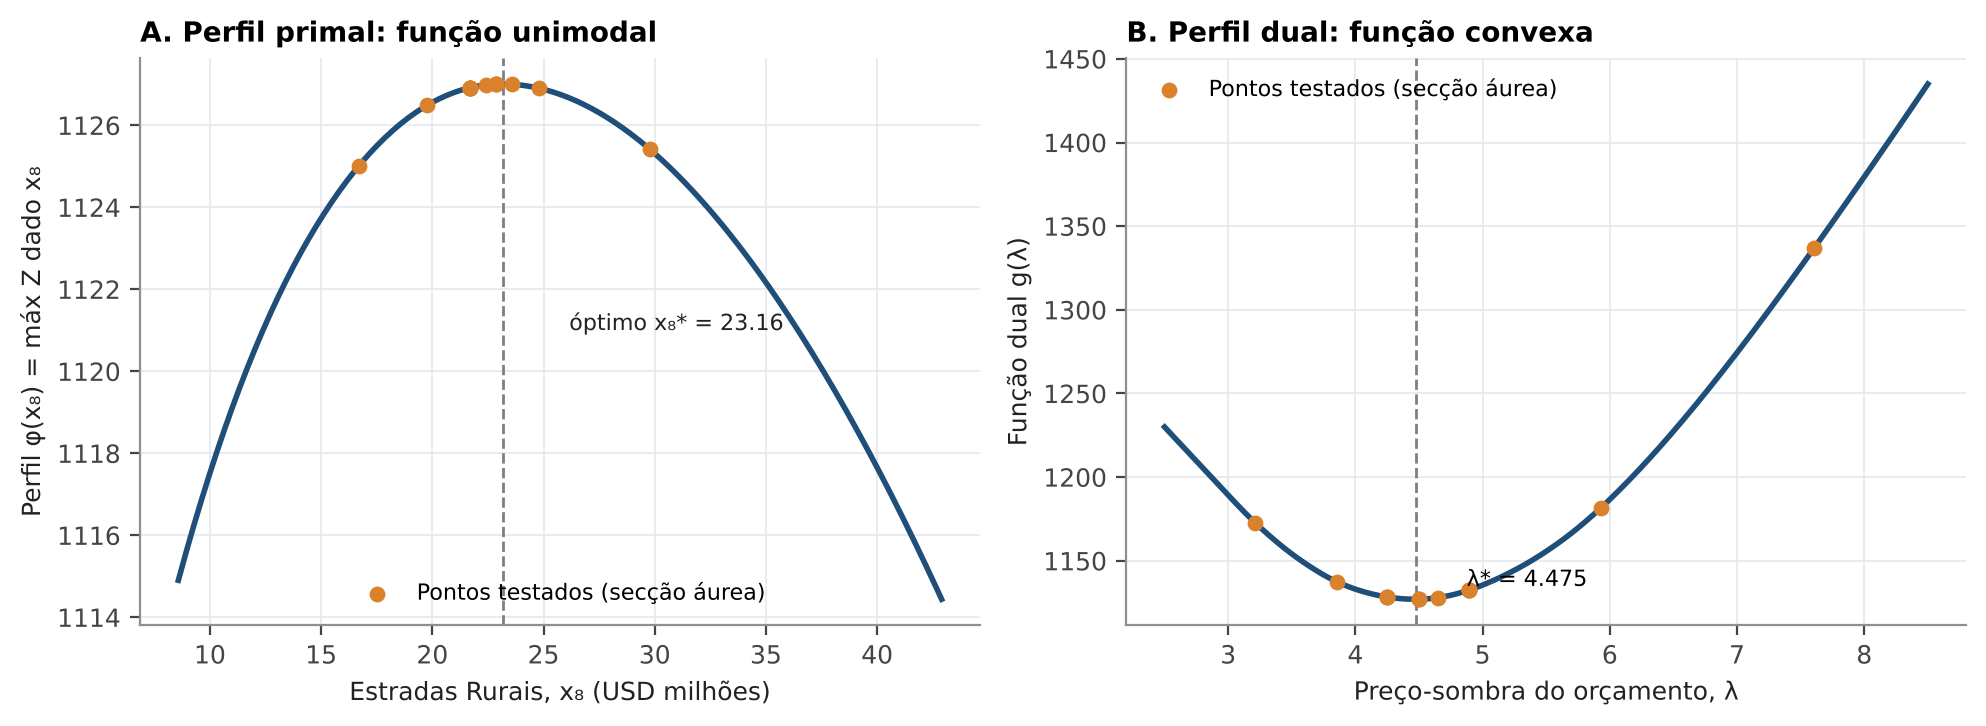 A. Perfil primal: função unimodal
Perfil φ(x₈) = máx Z dado x₈
1126
1124
1122
1120
1118
1116
1114
óptimo x₈* = 23.16
Pontos testados (secção áurea)
10 15 20 25 30 35 40
Estradas Rurais, x₈ (USD milhões)
B. Perfil dual: função convexa
Função dual g(λ)
1450
1400
1350
1300
1250
1200
1150
Pontos testados (secção áurea)
λ* = 4.475
3 4 5 6 7 8
Preço-sombra do orçamento, λ